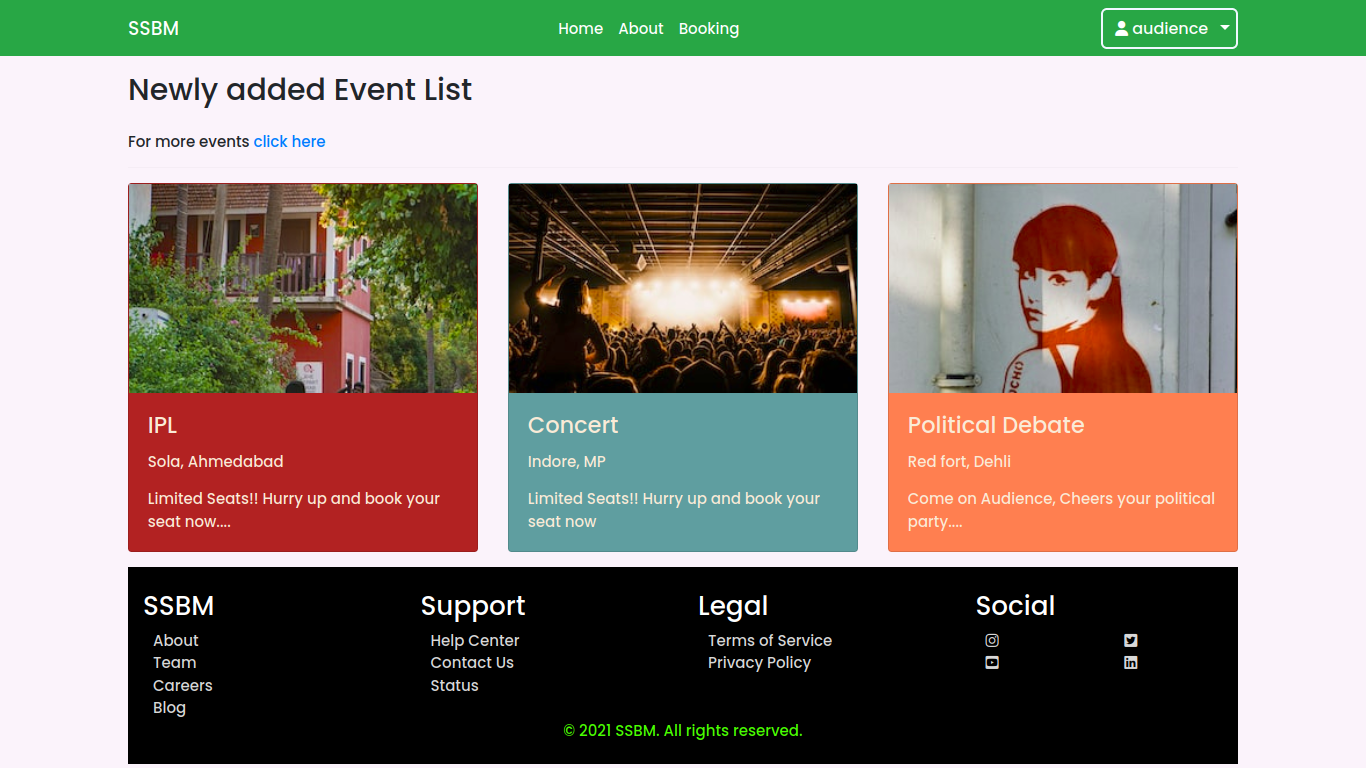 SSBM
Home About Booking
audience
Newly added Event List
For more events click here
IPL
Sola, Ahmedabad
Limited Seats!! Hurry up and book your
seat now....
Concert
Indore, MP
Limited Seats!! Hurry up and book your
seat now
OCHO
Political Debate
Red fort, Dehli
Come on Audience, Cheers your political
party....
SSBM
About
Team
Careers
Blog
Support
Help Center
Contact Us
Status
Legal
Terms of Service
Privacy Policy
Social
© 2021 SSBM. All rights reserved.